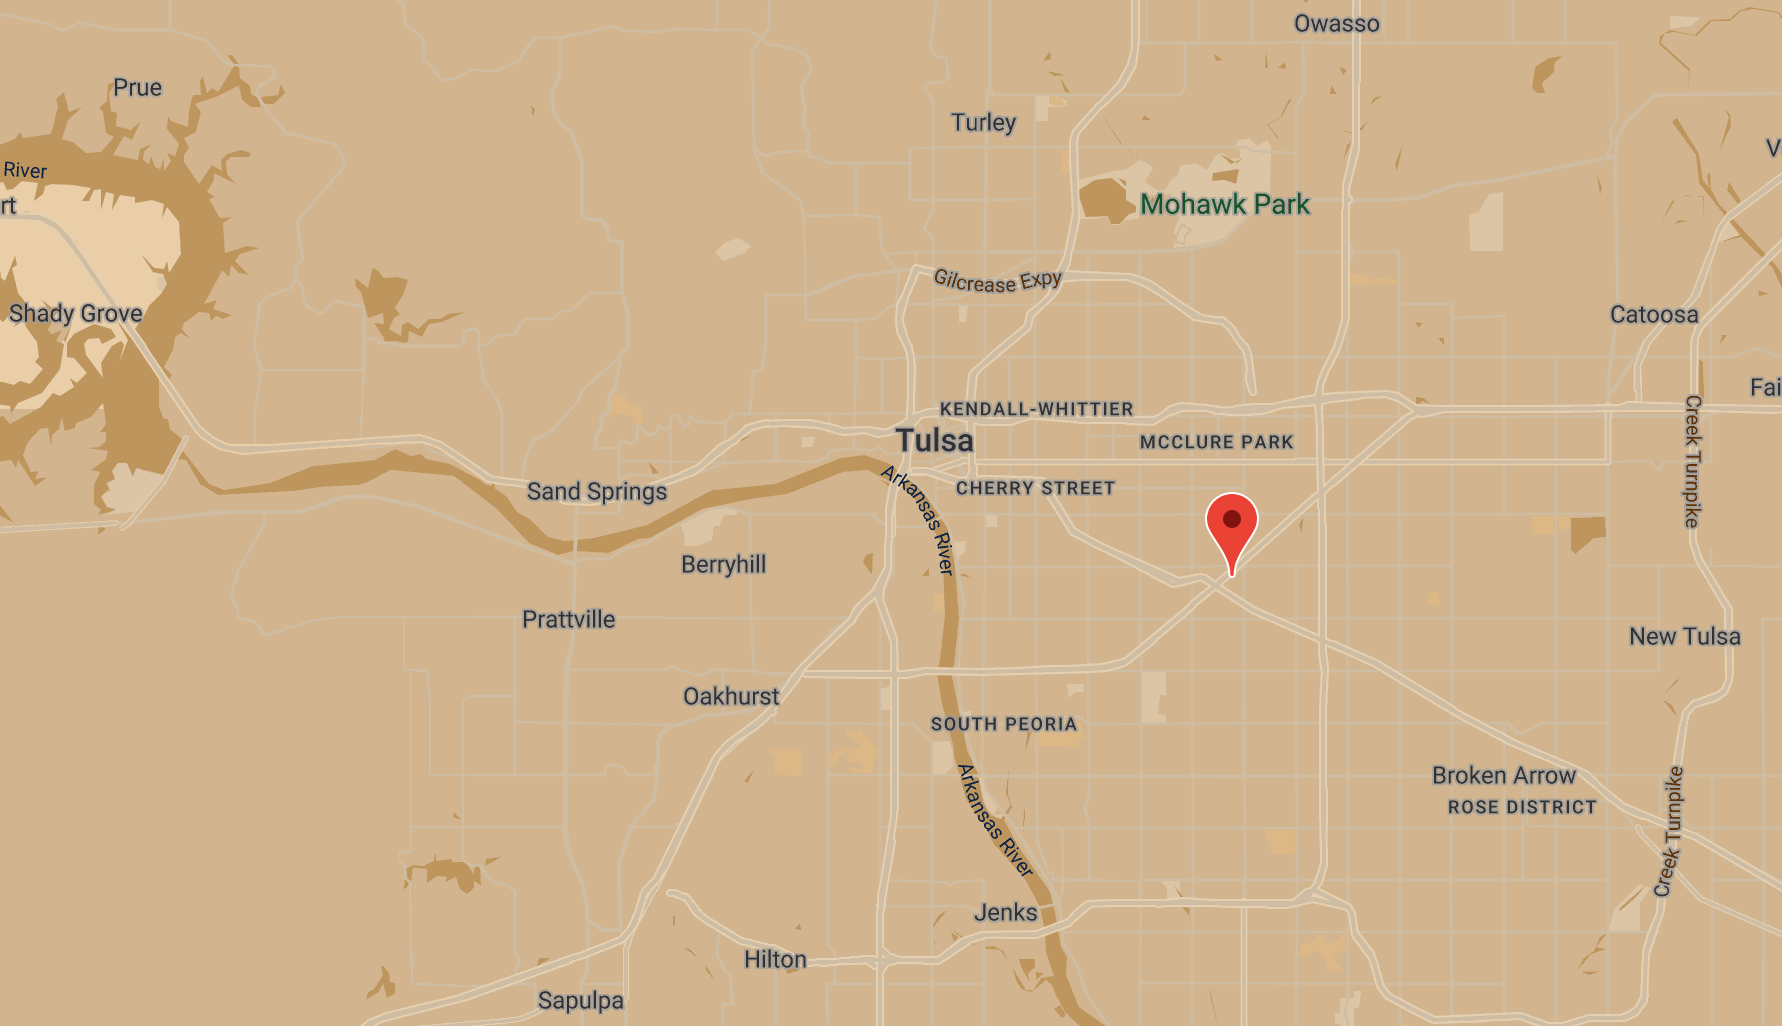 Owasso
Prue
Turley
V
River
rt
Mohawk Park
Gilcrease Expy
Shady Grove
Catoosa
Fai
KENDALL-WHITTIER
Tulsa
MCCLURE PARK
Creek Turnpike
CHERRY STREET
Sand Springs
Arkansas River
Berryhill
Prattville
New Tulsa
Oakhurst
SOUTH PEORIA
Broken Arrow
ROSE DISTRICT
Arkansas River
Creek Turnpike
Jenks
Hilton
Sapulpa